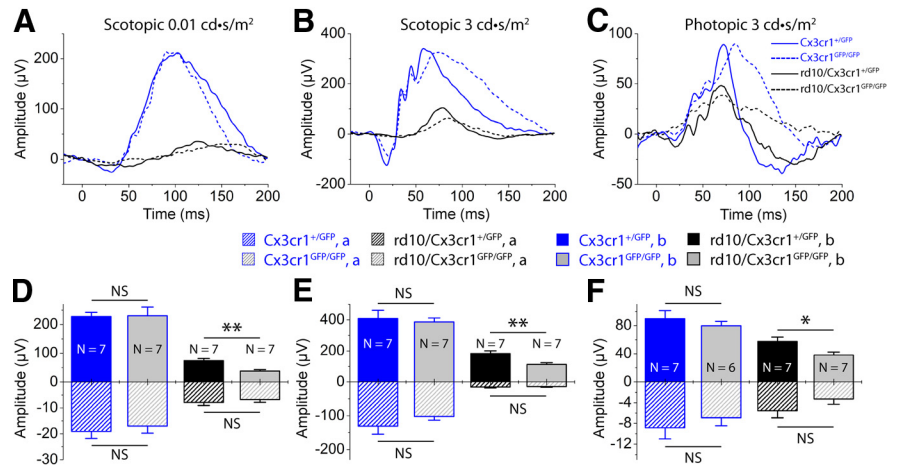 A Scotopic 0.01 cd•s/m²
B Scotopic 3 cd•s/m²
C Photopic 3 cd•s/m²
Amplitude (μV)
200
100
0
0 50 100 150 200
Time (ms)
Amplitude (μV)
400
200
0
-200
0 50 100 150 200
Time (ms)
Amplitude (μV)
100
50
0
-50
0 50 100 150 200
Time (ms)
Cx3cr1+/GFP
Cx3cr1GFP/GFP
rd10/Cx3cr1+/GFP
rd10/Cx3cr1GFP/GFP
Cx3cr1+/GFP, a rd10/Cx3cr1+/GFP, a Cx3cr1+/GFP, b rd10/Cx3cr1+/GFP, b
Cx3cr1GFP/GFP, a rd10/Cx3cr1GFP/GFP, a Cx3cr1GFP/GFP, b rd10/Cx3cr1GFP/GFP, b
D
Amplitude (μV)
200
100
0
-10
-20
-30
NS
**
N = 7 N = 7 N = 7 N = 7
NS
NS
E
Amplitude (μV)
400
200
0
-100
-200
NS
**
N = 7 N = 7 N = 7 N = 7
NS
NS
F
Amplitude (μV)
80
40
0
-4
-8
-12
NS
*
N = 7 N = 6 N = 7 N = 7
NS
NS